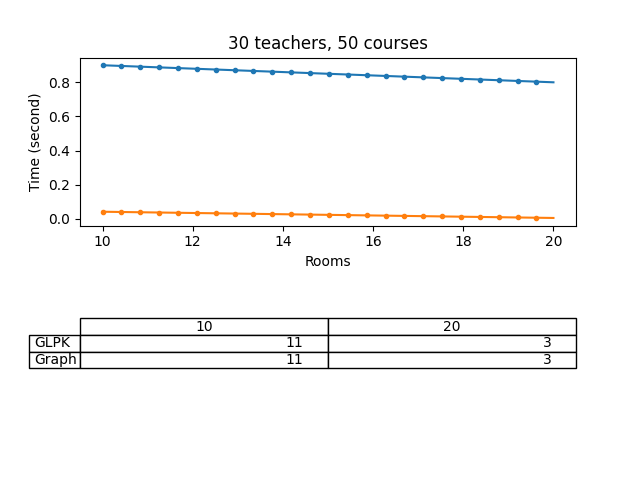 30 teachers, 50 courses
Time (second)
0.8
0.6
0.4
0.2
0.0
10 12 14 16 18 20
Rooms
10 20
GLPK 11 3
Graph 11 3